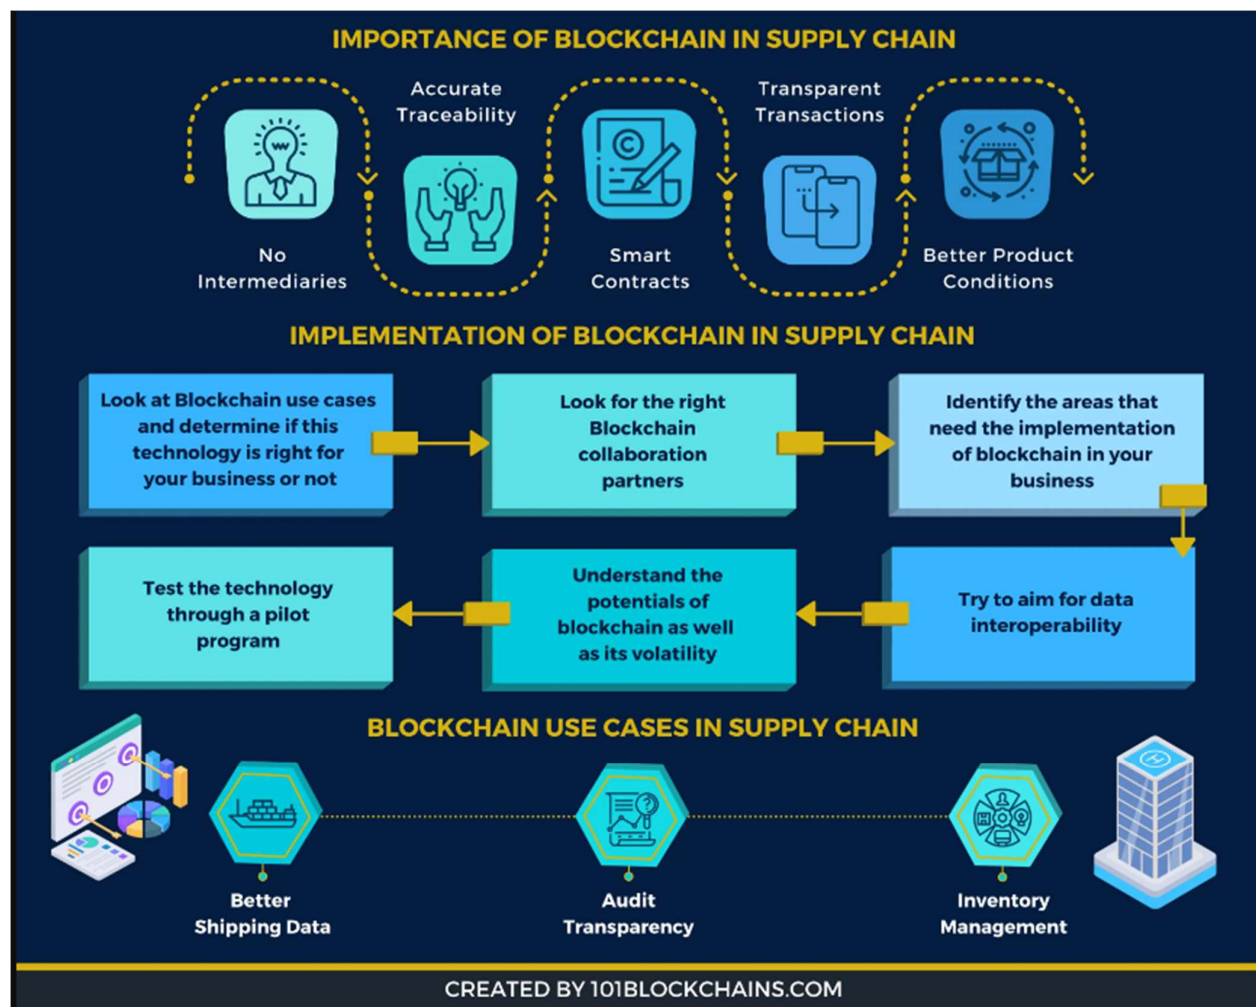 IMPORTANCE OF BLOCKCHAIN IN SUPPLY CHAIN
No
Intermediaries
Accurate
Traceability
Smart
Contracts
Transparent
Transactions
Better Product
Conditions
IMPLEMENTATION OF BLOCKCHAIN IN SUPPLY CHAIN
Look at Blockchain use cases
and determine if this
technology is right for
your business or not
Look for the right
Blockchain
collaboration
partners
Identify the areas that
need the implementation
of blockchain in your
business
Try to aim for data
interoperability
Understand the
potentials of
blockchain as well
as its volatility
Test the technology
through a pilot
program
BLOCKCHAIN USE CASES IN SUPPLY CHAIN
Better
Shipping Data
Audit
Transparency
Inventory
Management
CREATED BY 101BLOCKCHAINS.COM